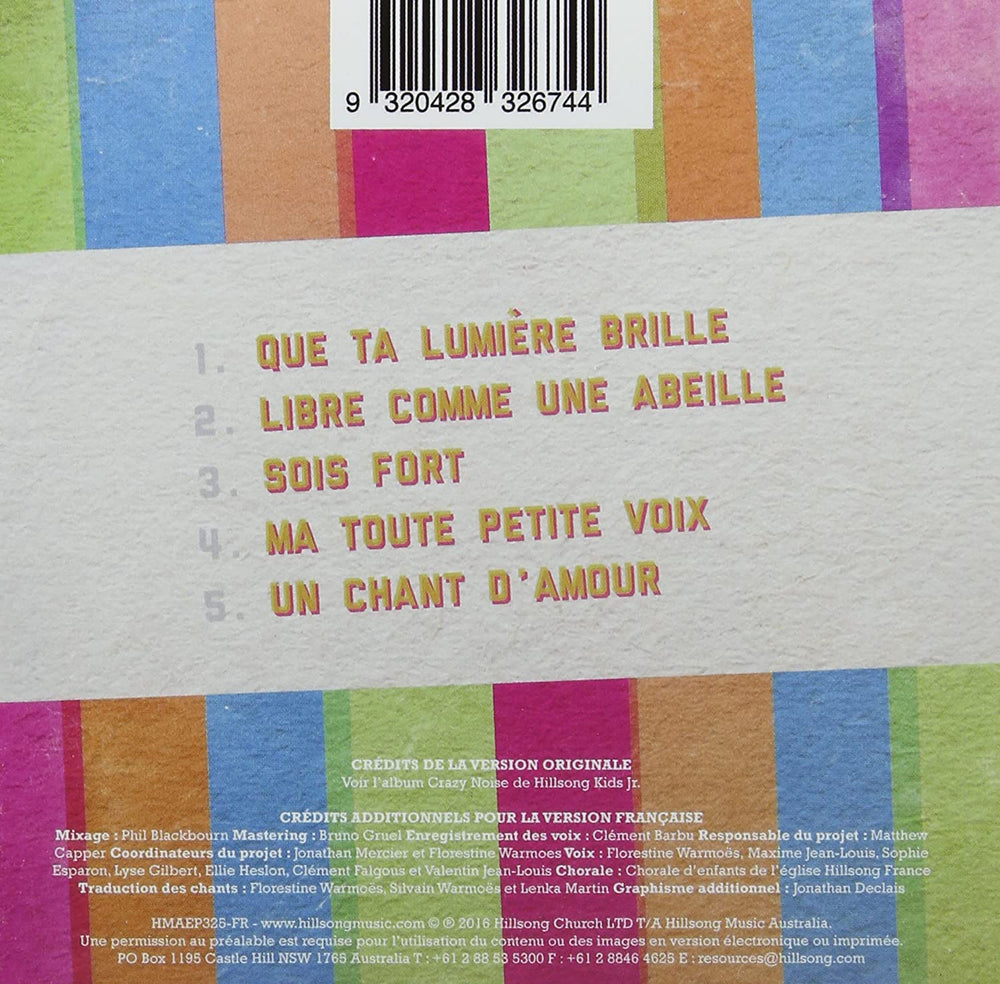 9 320428 326744
1. QUE TA LUMIÈRE BRILLE
2. LIBRE COMME UNE ABEILLE
3. SOIS FORT
4. MA TOUTE PETITE VOIX
5. UN CHANT D'AMOUR
CRÉDITS DE LA VERSION ORIGINALE
Voir l'album Crazy Noise de Hillsong Kids Jr.
CRÉDITS ADDITIONNELS POUR LA VERSION FRANÇAISE
Mixage : Phil Blackbourn Mastering : Bruno Gruel Enregistrement des voix : Clément Barbu Responsable du projet : Matthew
Capper Coordinateurs du projet : Jonathan Mercier et Florestine Warmoes Voix : Florestine Warmoës, Maxime Jean-Louis, Sophie
Esparon, Lyse Gilbert, Ellie Heslon, Clément Falgous et Valentin Jean-Louis Chorale : Chorale d'enfants de l'église Hillsong France
Traduction des chants : Florestine Warmoës, Silvain Warmoës et Lenka Martin Graphisme additionnel : Jonathan Declais
HMAEP325-FR - www.hillsongmusic.com © ℗ 2016 Hillsong Church LTD T/A Hillsong Music Australia.
Une permission au préalable est requise pour l'utilisation du contenu ou des images en version électronique ou imprimée.
PO Box 1195 Castle Hill NSW 1765 Australia T : +61 2 88 53 5300 F : +61 2 8846 4625 E : resources@hillsong.com